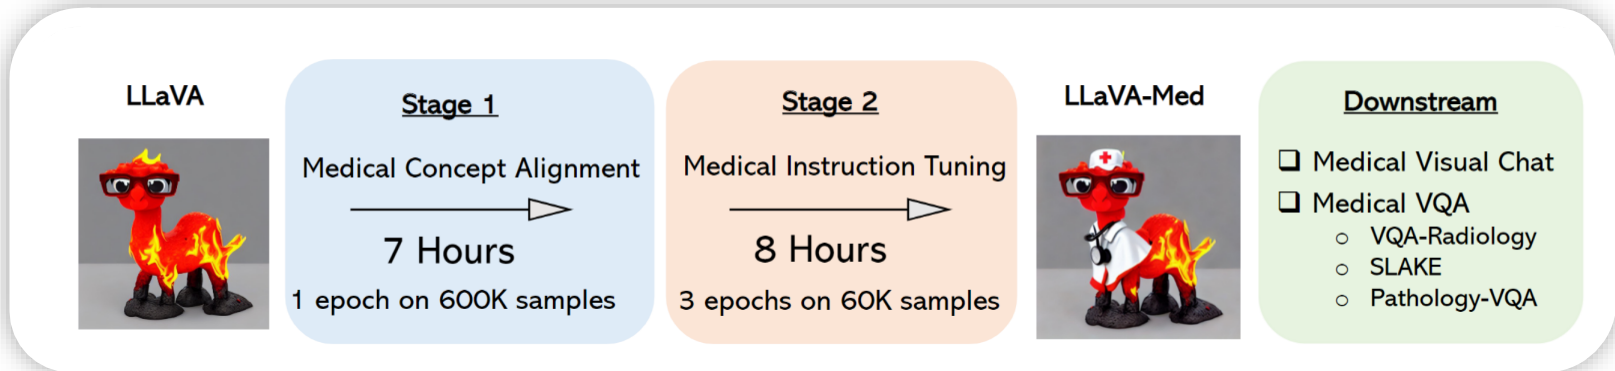 LLaVA
Stage 1
Medical Concept Alignment
7 Hours
1 epoch on 600K samples
Stage 2
Medical Instruction Tuning
8 Hours
3 epochs on 60K samples
LLaVA-Med
Downstream
❑ Medical Visual Chat
❑ Medical VQA
○ VQA-Radiology
○ SLAKE
○ Pathology-VQA